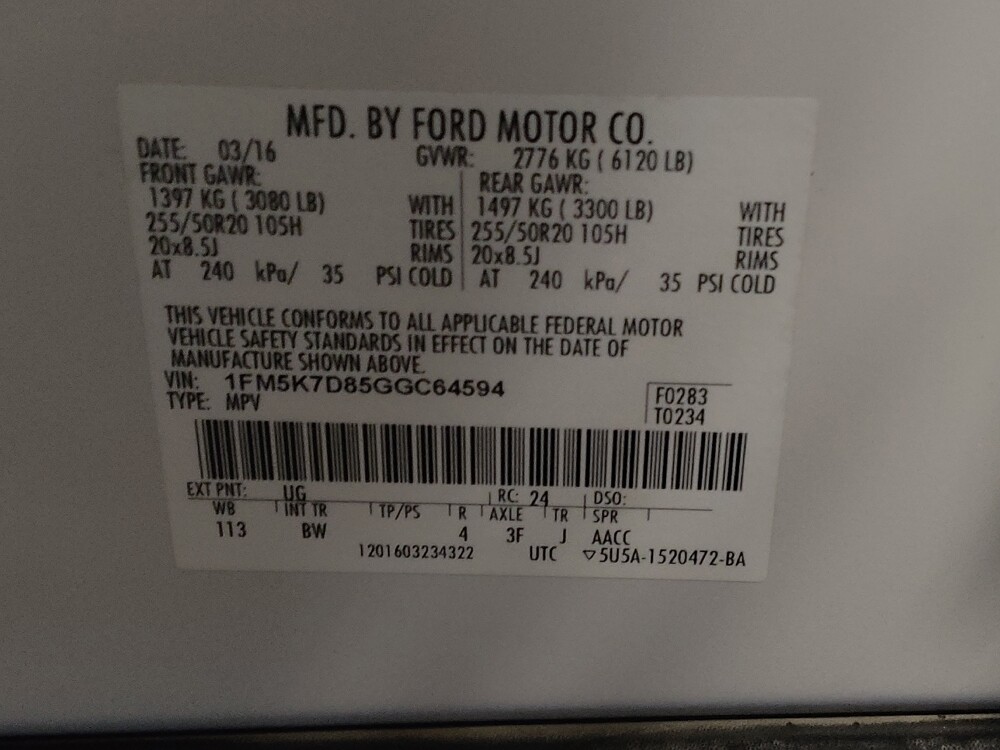 MFD. BY FORD MOTOR CO.
DATE: 03/16 GVWR: 2776 KG ( 6120 LB)
FRONT GAWR: REAR GAWR:
1397 KG ( 3080 LB) WITH 1497 KG ( 3300 LB) WITH
255/50R20 105H TIRES 255/50R20 105H TIRES
20x8.5J RIMS 20x8.5J RIMS
AT 240 kPa/ 35 PSI COLD AT 240 kPa/ 35 PSI COLD
THIS VEHICLE CONFORMS TO ALL APPLICABLE FEDERAL MOTOR
VEHICLE SAFETY STANDARDS IN EFFECT ON THE DATE OF
MANUFACTURE SHOWN ABOVE.
VIN: 1FM5K7D85GGC64594
TYPE: MPV
F0283
T0234
EXT PNT: UG RC: 24 DSO:
WB INT TR TP/PS R AXLE TR SPR
113 BW 4 3F J AACC
1201603234322 UTC ▽5U5A-1520472-BA